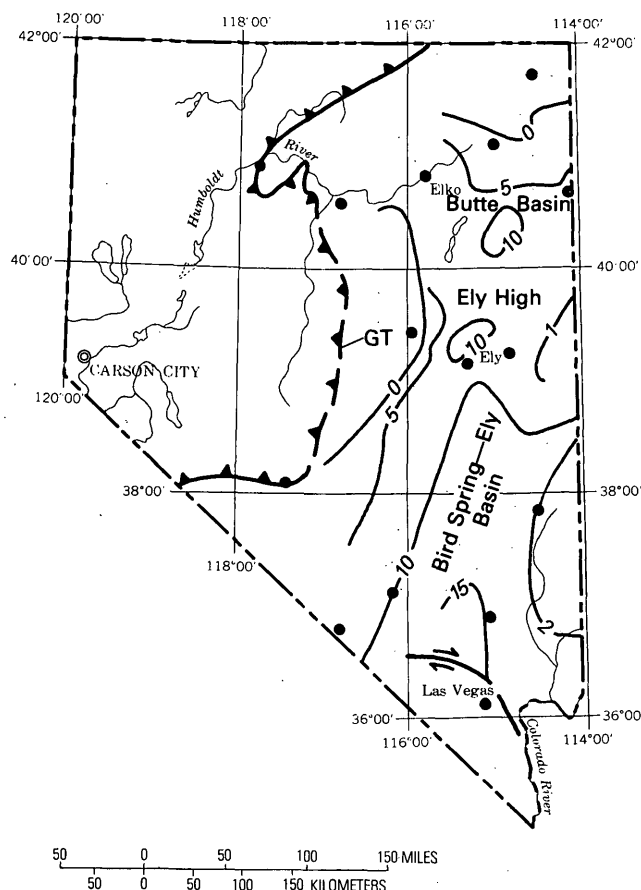 120°00'
118°00'
116°00'
114°00'
42°00'
42°00'
0
River
Humboldt
Elko
5
Butte Basin
10
40°00'
40°00'
Ely High
1
GT
10
Ely
CARSON CITY
0
5
120°00'
38°00'
38°00'
Bird Spring—Ely
Basin
118°00'
10
15
2
Las Vegas
36°00'
36°00'
116°00'
114°00'
Colorado River
50 0 50 100 150 MILES
50 0 50 100 150 KILOMETERS